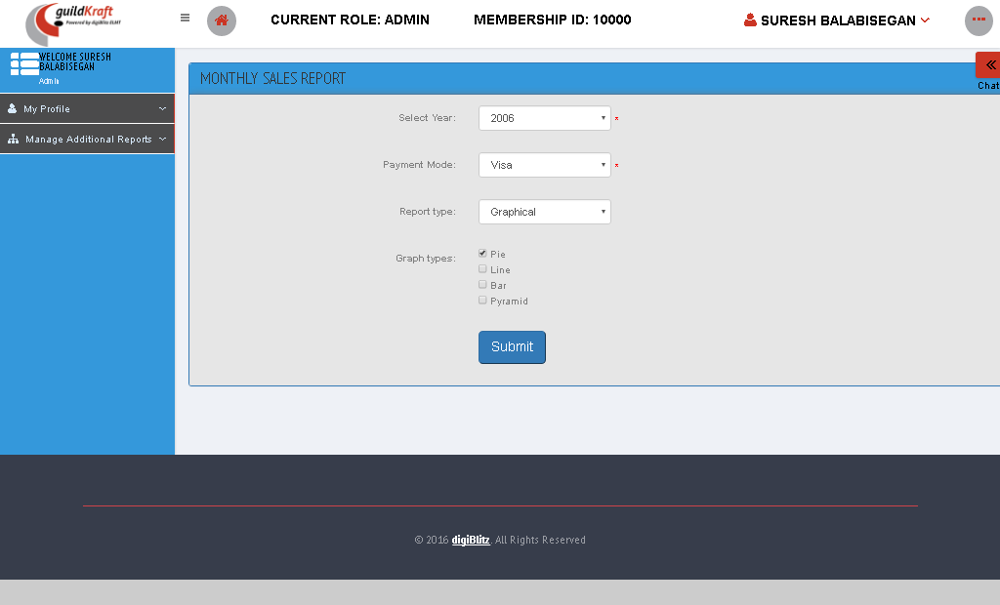 guildKraft
Powered by digiBlitz ELMT
CURRENT ROLE: ADMIN
MEMBERSHIP ID: 10000
SURESH BALABISEGAN
WELCOME SURESH
BALABISEGAN
Admin
My Profile
Manage Additional Reports
MONTHLY SALES REPORT
Chat
Select Year: 2006 *
Payment Mode: Visa *
Report type: Graphical
Graph types: Pie
Line
Bar
Pyramid
Submit
© 2016 digiBlitz. All Rights Reserved